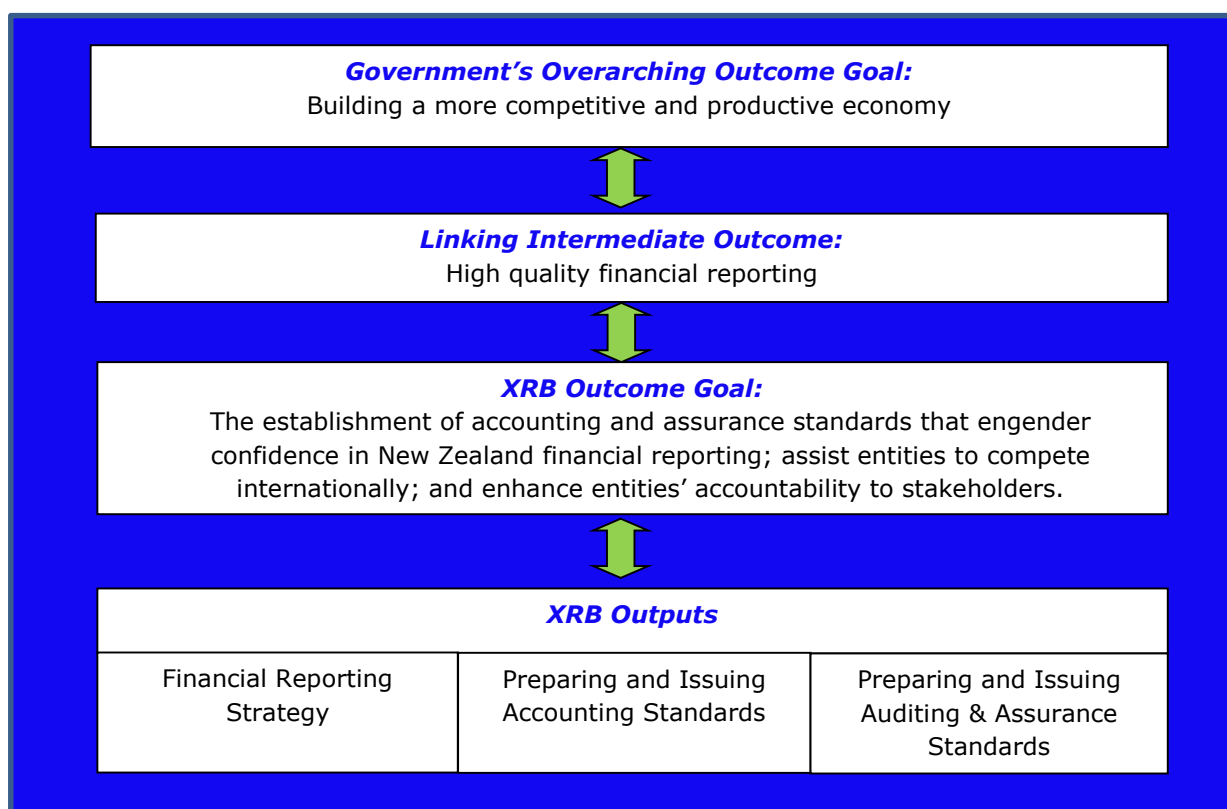 Government's Overarching Outcome Goal:
Building a more competitive and productive economy
Linking Intermediate Outcome:
High quality financial reporting
XRB Outcome Goal:
The establishment of accounting and assurance standards that engender
confidence in New Zealand financial reporting; assist entities to compete
internationally; and enhance entities' accountability to stakeholders.
XRB Outputs
Financial Reporting
Strategy
Preparing and Issuing
Accounting Standards
Preparing and Issuing
Auditing & Assurance
Standards